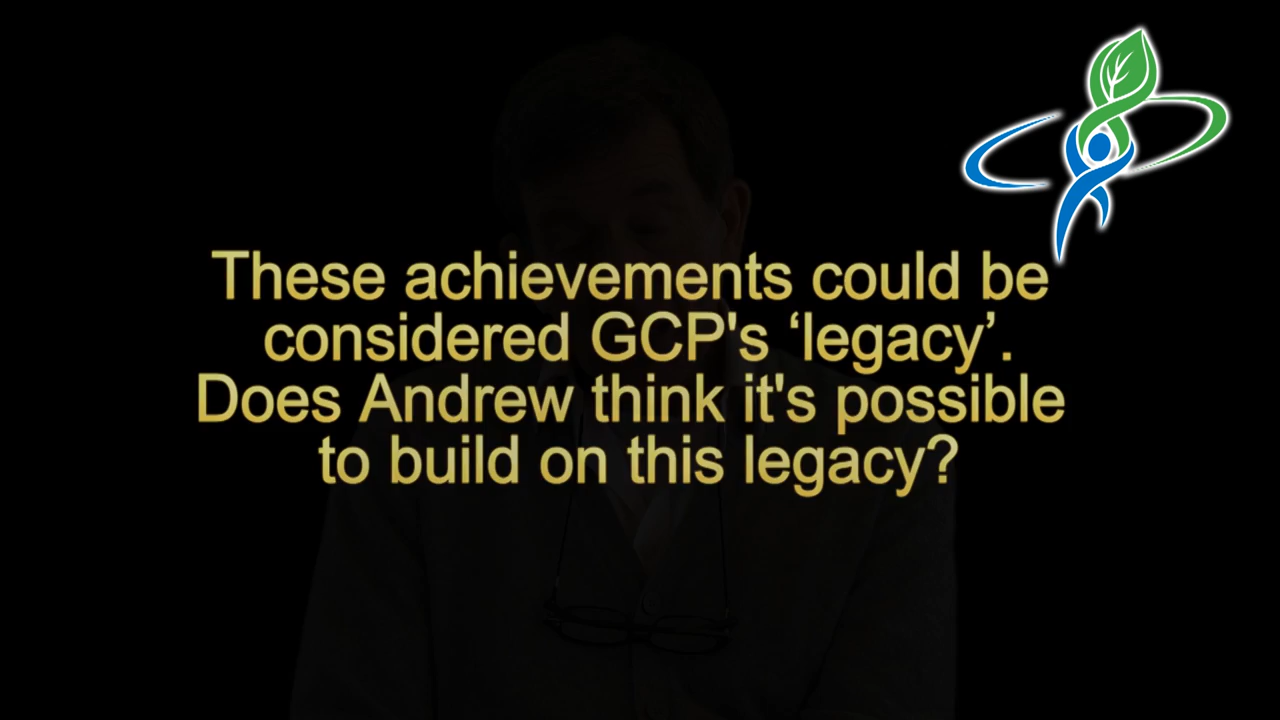 These achievements could be
considered GCP's ‘legacy’.
Does Andrew think it's possible
to build on this legacy?